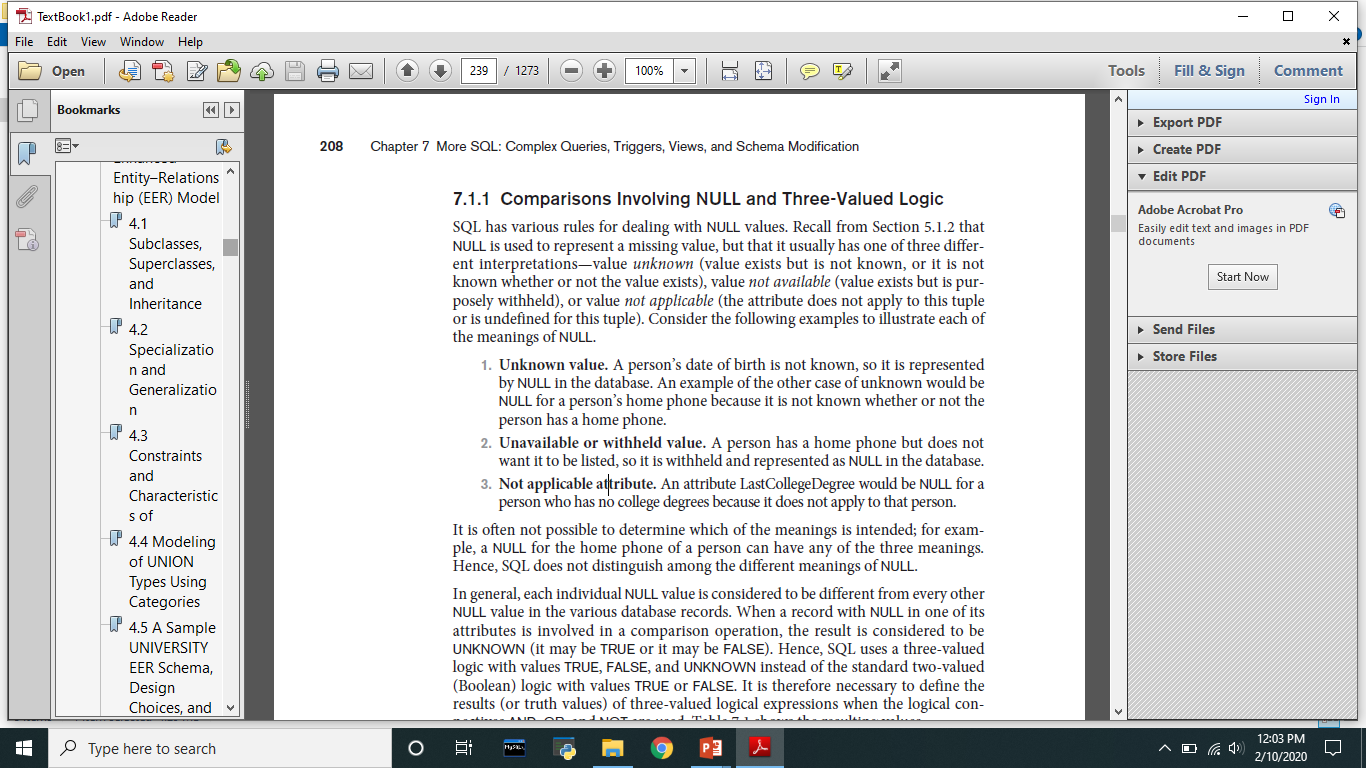 TextBook1.pdf - Adobe Reader
File Edit View Window Help
Open 239 / 1273 100% Tools Fill & Sign Comment
Sign In
Bookmarks
Enhanced
Entity–Relations
hip (EER) Model
4.1
Subclasses,
Superclasses,
and
Inheritance
4.2
Specializatio
n and
Generalizatio
n
4.3
Constraints
and
Characteristic
s of
4.4 Modeling
of UNION
Types Using
Categories
4.5 A Sample
UNIVERSITY
EER Schema,
Design
Choices, and
208 Chapter 7 More SQL: Complex Queries, Triggers, Views, and Schema Modification
7.1.1 Comparisons Involving NULL and Three-Valued Logic
SQL has various rules for dealing with NULL values. Recall from Section 5.1.2 that
NULL is used to represent a missing value, but that it usually has one of three differ-
ent interpretations—value unknown (value exists but is not known, or it is not
known whether or not the value exists), value not available (value exists but is pur-
posely withheld), or value not applicable (the attribute does not apply to this tuple
or is undefined for this tuple). Consider the following examples to illustrate each of
the meanings of NULL.
1. Unknown value. A person's date of birth is not known, so it is represented
by NULL in the database. An example of the other case of unknown would be
NULL for a person's home phone because it is not known whether or not the
person has a home phone.
2. Unavailable or withheld value. A person has a home phone but does not
want it to be listed, so it is withheld and represented as NULL in the database.
3. Not applicable attribute. An attribute LastCollegeDegree would be NULL for a
person who has no college degrees because it does not apply to that person.
It is often not possible to determine which of the meanings is intended; for exam-
ple, a NULL for the home phone of a person can have any of the three meanings.
Hence, SQL does not distinguish among the different meanings of NULL.
In general, each individual NULL value is considered to be different from every other
NULL value in the various database records. When a record with NULL in one of its
attributes is involved in a comparison operation, the result is considered to be
UNKNOWN (it may be TRUE or it may be FALSE). Hence, SQL uses a three-valued
logic with values TRUE, FALSE, and UNKNOWN instead of the standard two-valued
(Boolean) logic with values TRUE or FALSE. It is therefore necessary to define the
results (or truth values) of three-valued logical expressions when the logical con-
nectives AND, OR, and NOT are used. Table 7.1 shows the resulting values.
Export PDF
Create PDF
Edit PDF
Adobe Acrobat Pro
Easily edit text and images in PDF
documents
Start Now
Send Files
Store Files
Type here to search
MySQL
12:03 PM
2/10/2020